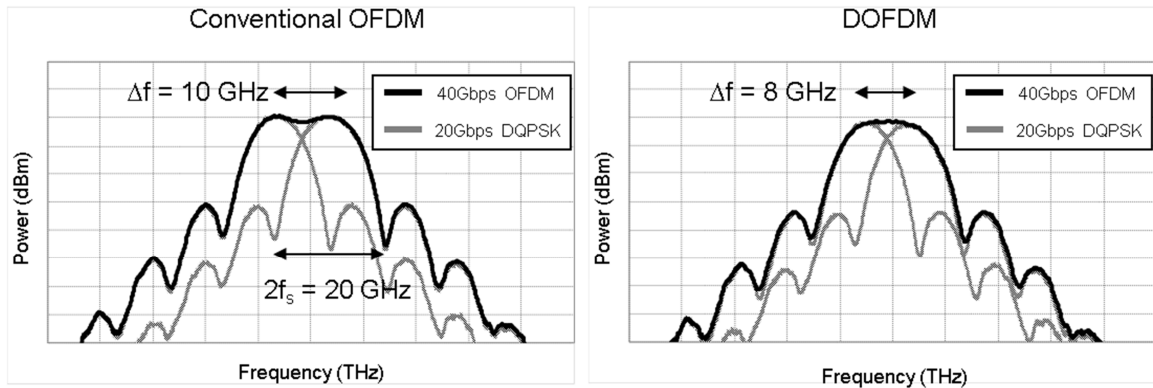 Conventional OFDM
Δf = 10 GHz
40Gbps OFDM
20Gbps DQPSK
2fs = 20 GHz
Power (dBm)
Frequency (THz)
DOFDM
Δf = 8 GHz
40Gbps OFDM
20Gbps DQPSK
Power (dBm)
Frequency (THz)